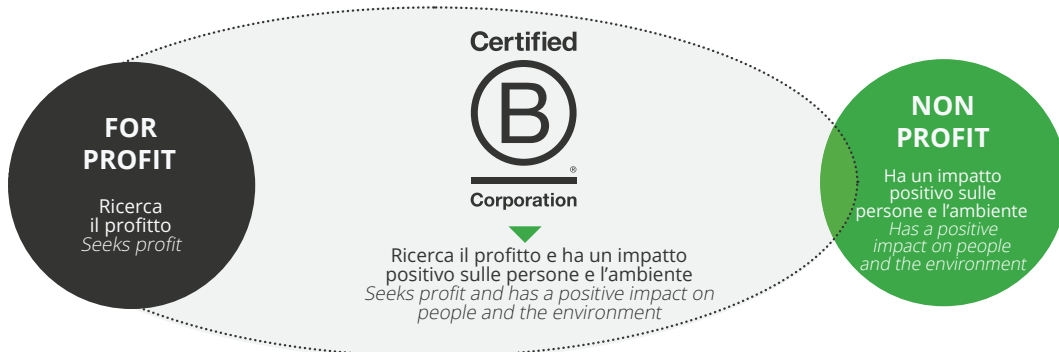 FOR
PROFIT
Ricerca
il profitto
Seeks profit
Certified
B
®
Corporation
Ricerca il profitto e ha un impatto
positivo sulle persone e l’ambiente
Seeks profit and has a positive impact on
people and the environment
NON
PROFIT
Ha un impatto
positivo sulle
persone e l’ambiente
Has a positive
impact on people
and the environment